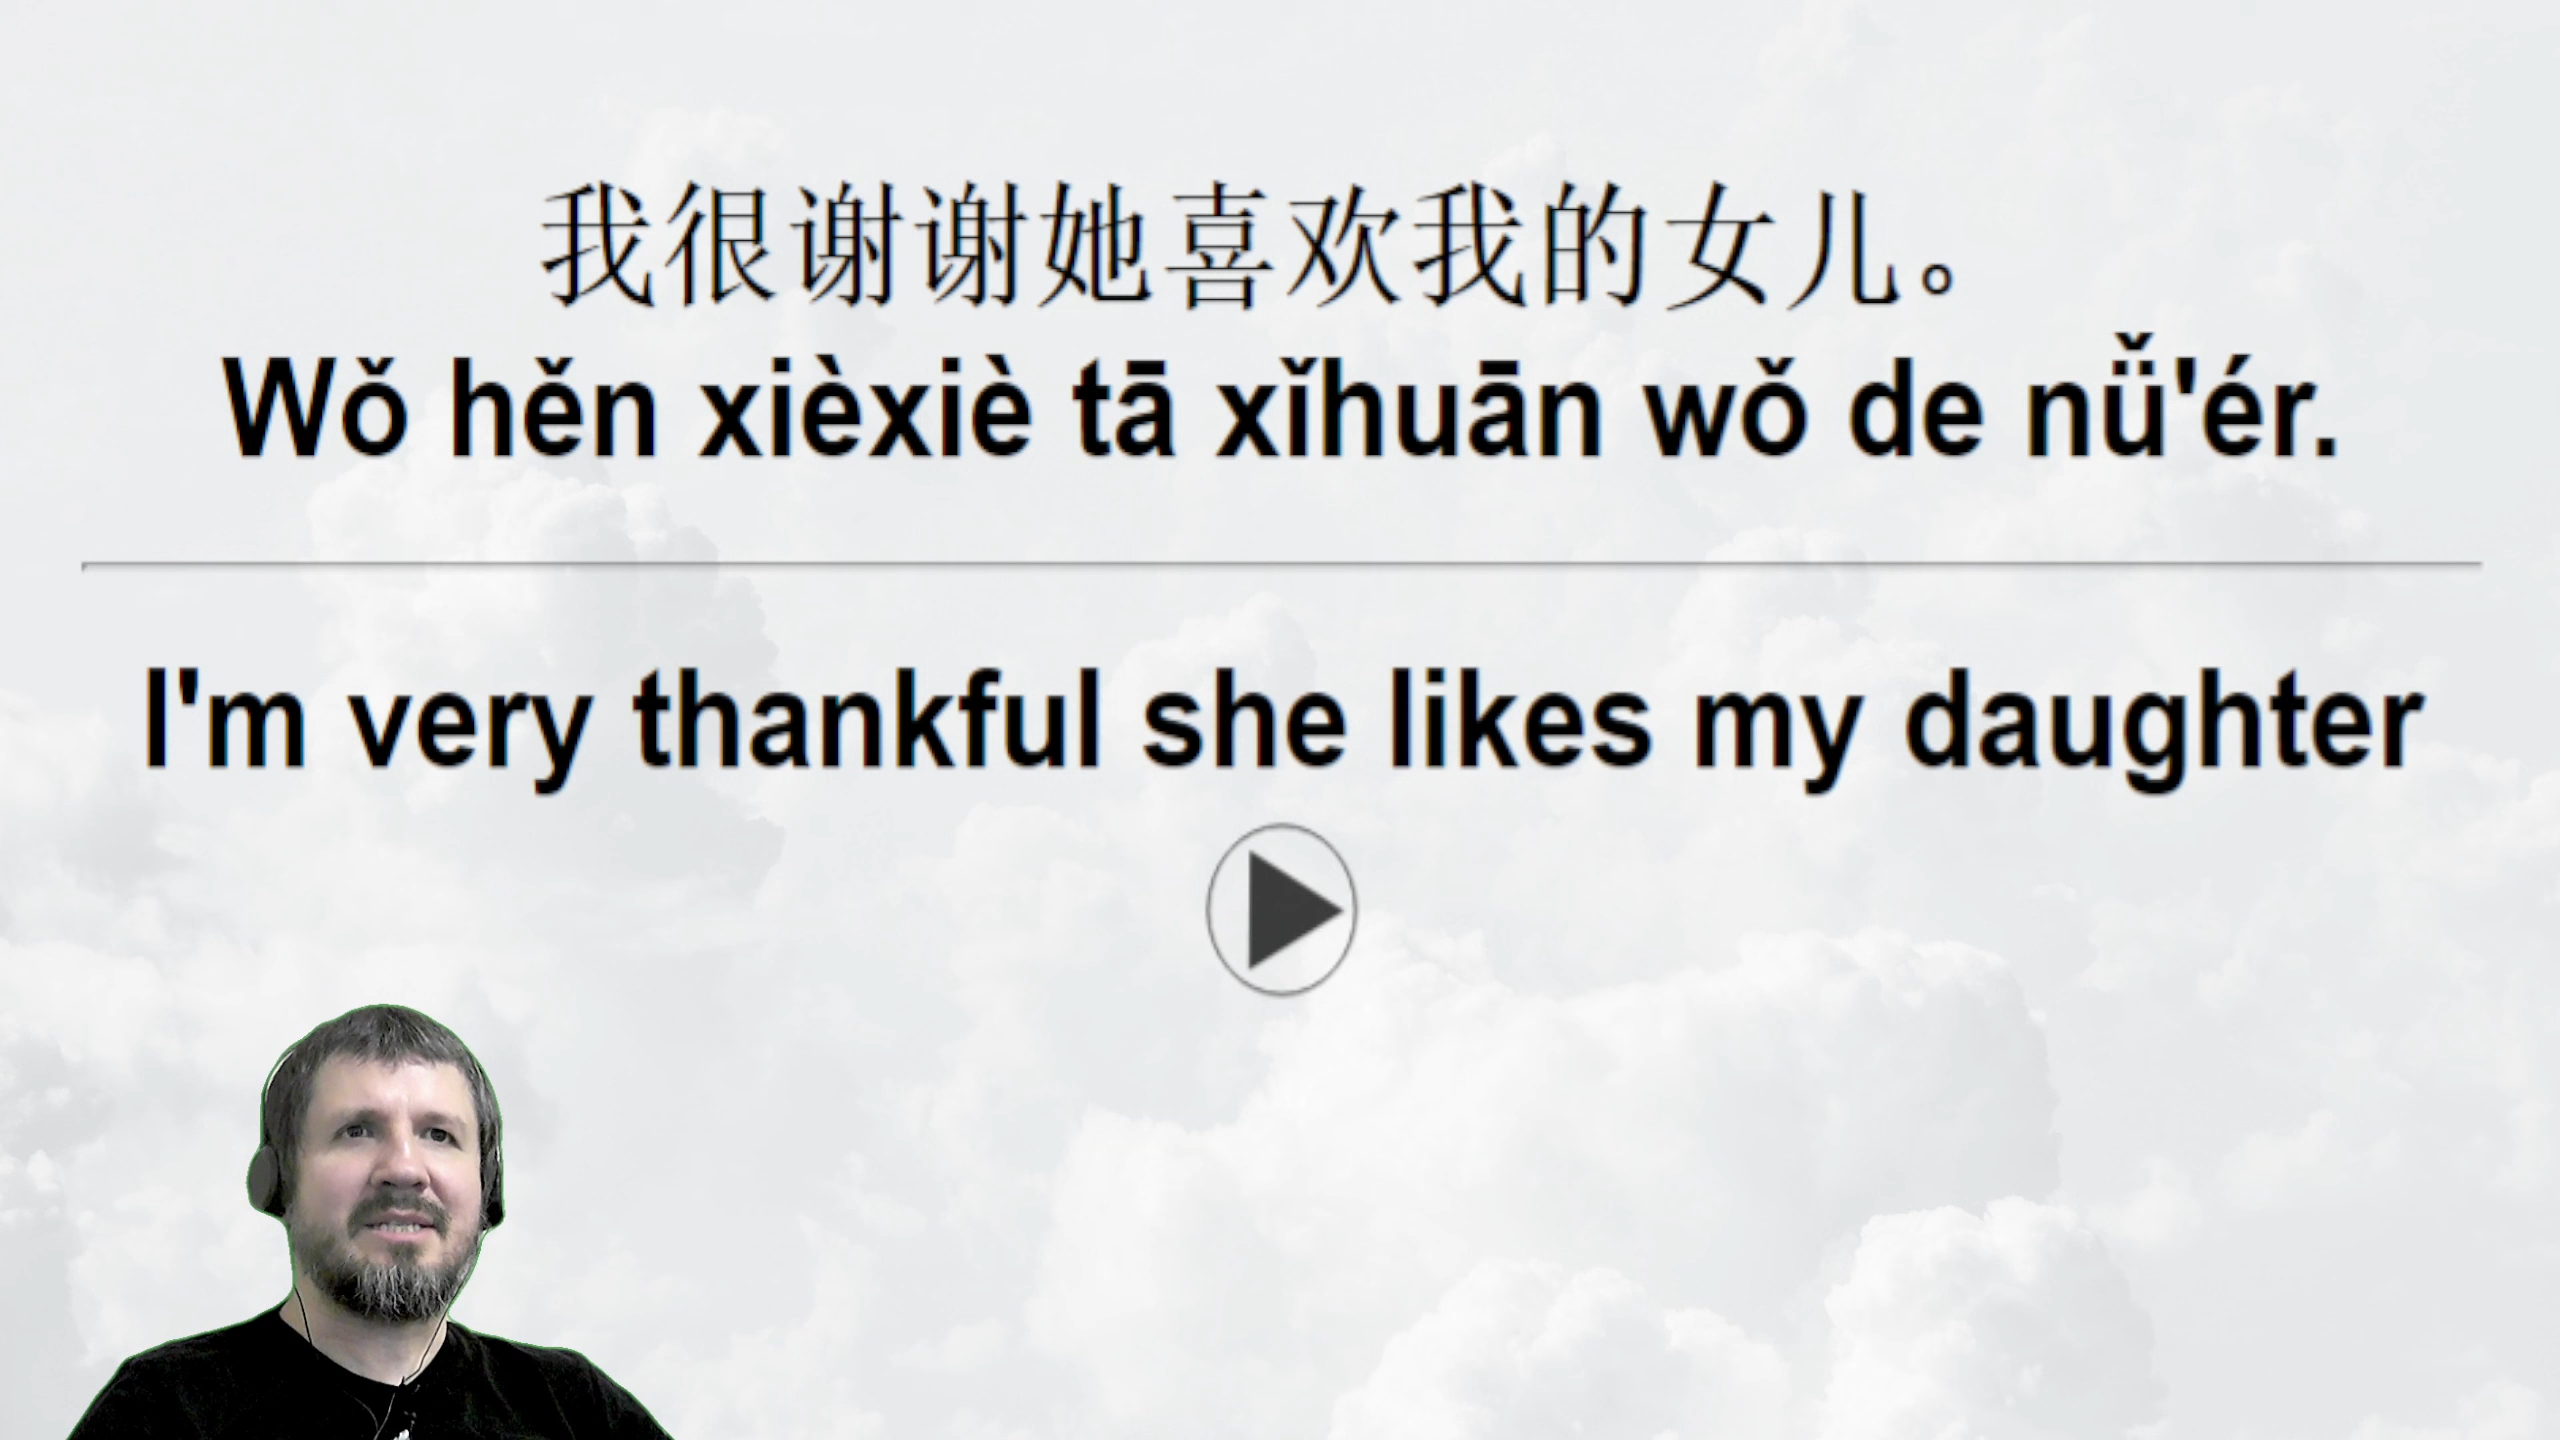 我很谢谢她喜欢我的女儿。
Wǒ hěn xièxiè tā xǐhuān wǒ de nǚ'ér.
I'm very thankful she likes my daughter